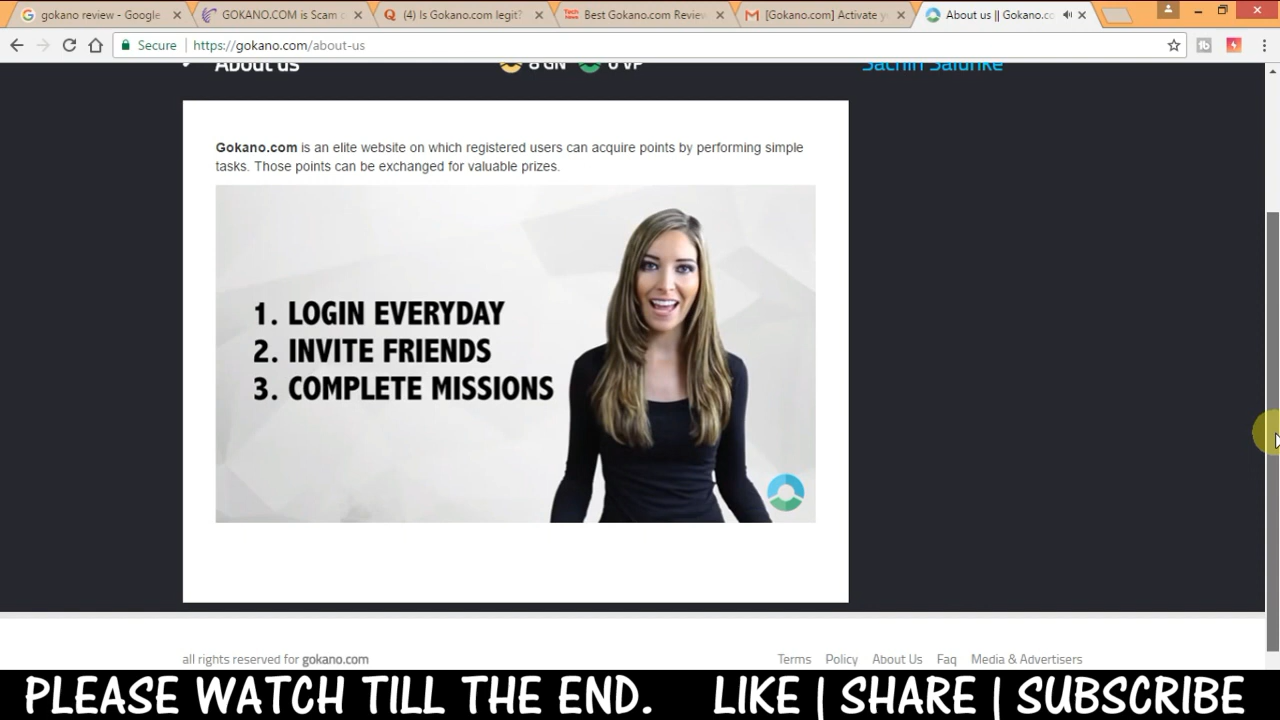 gokano review - Google
GOKANO.COM is Scam
(4) Is Gokano.com legit?
Best Gokano.com Review
[Gokano.com] Activate y
About us || Gokano.co
Secure
https://gokano.com/about-us
About us
8 GN
0 VP
Sachin Salunke
Gokano.com is an elite website on which registered users can acquire points by performing simple
tasks. Those points can be exchanged for valuable prizes.
1. LOGIN EVERYDAY
2. INVITE FRIENDS
3. COMPLETE MISSIONS
all rights reserved for gokano.com
Terms Policy About Us Faq Media & Advertisers
PLEASE WATCH TILL THE END. LIKE | SHARE | SUBSCRIBE